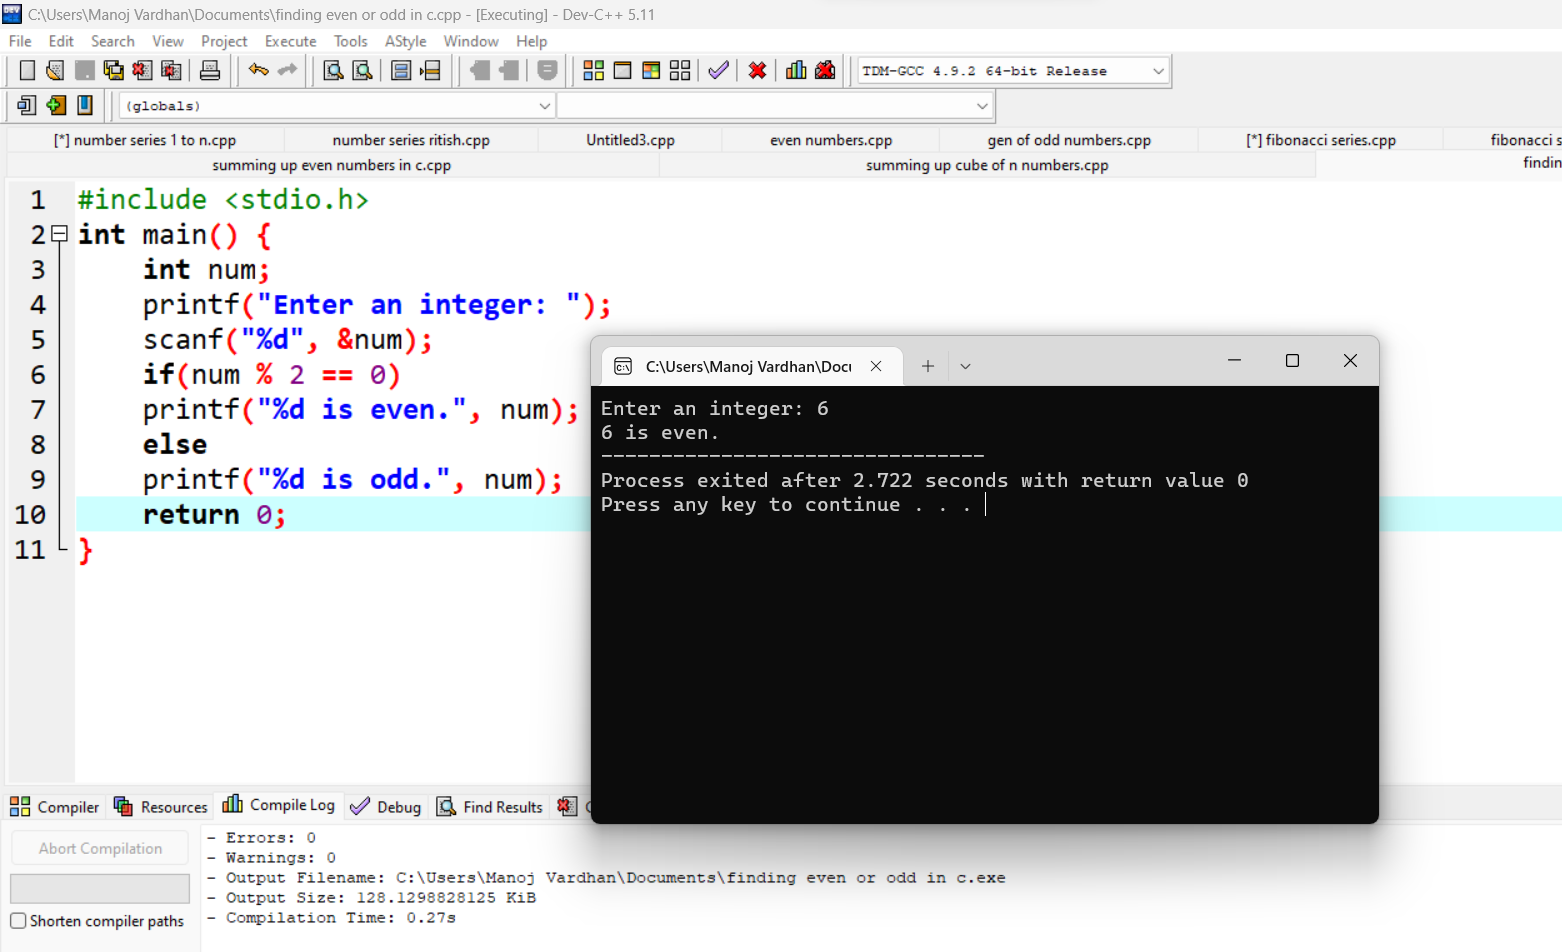 C:\Users\Manoj Vardhan\Documents\finding even or odd in c.cpp - [Executing] - Dev-C++ 5.11
File Edit Search View Project Execute Tools AStyle Window Help
TDM-GCC 4.9.2 64-bit Release
(globals)
[*] number series 1 to n.cpp number series ritish.cpp Untitled3.cpp even numbers.cpp gen of odd numbers.cpp [*] fibonacci series.cpp fibonacci s
summing up even numbers in c.cpp summing up cube of n numbers.cpp findin
1 #include <stdio.h>
2 int main() {
3 int num;
4 printf("Enter an integer: ");
5 scanf("%d", &num);
6 if(num % 2 == 0)
7 printf("%d is even.", num);
8 else
9 printf("%d is odd.", num);
10 return 0;
11 }
C:\Users\Manoj Vardhan\Docu
Enter an integer: 6
6 is even.
--------------------------------
Process exited after 2.722 seconds with return value 0
Press any key to continue . . .
Compiler Resources Compile Log Debug Find Results
Abort Compilation
Shorten compiler paths
- Errors: 0
- Warnings: 0
- Output Filename: C:\Users\Manoj Vardhan\Documents\finding even or odd in c.exe
- Output Size: 128.1298828125 KiB
- Compilation Time: 0.27s